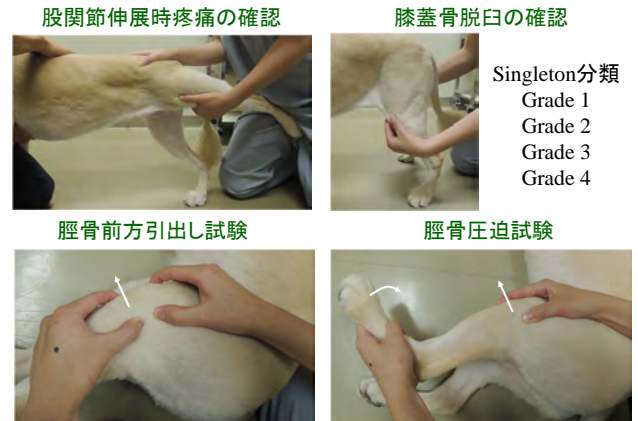 股関節伸展時疼痛の確認
膝蓋骨脱臼の確認
Singleton分類
Grade 1
Grade 2
Grade 3
Grade 4
脛骨前方引出し試験
脛骨圧迫試験